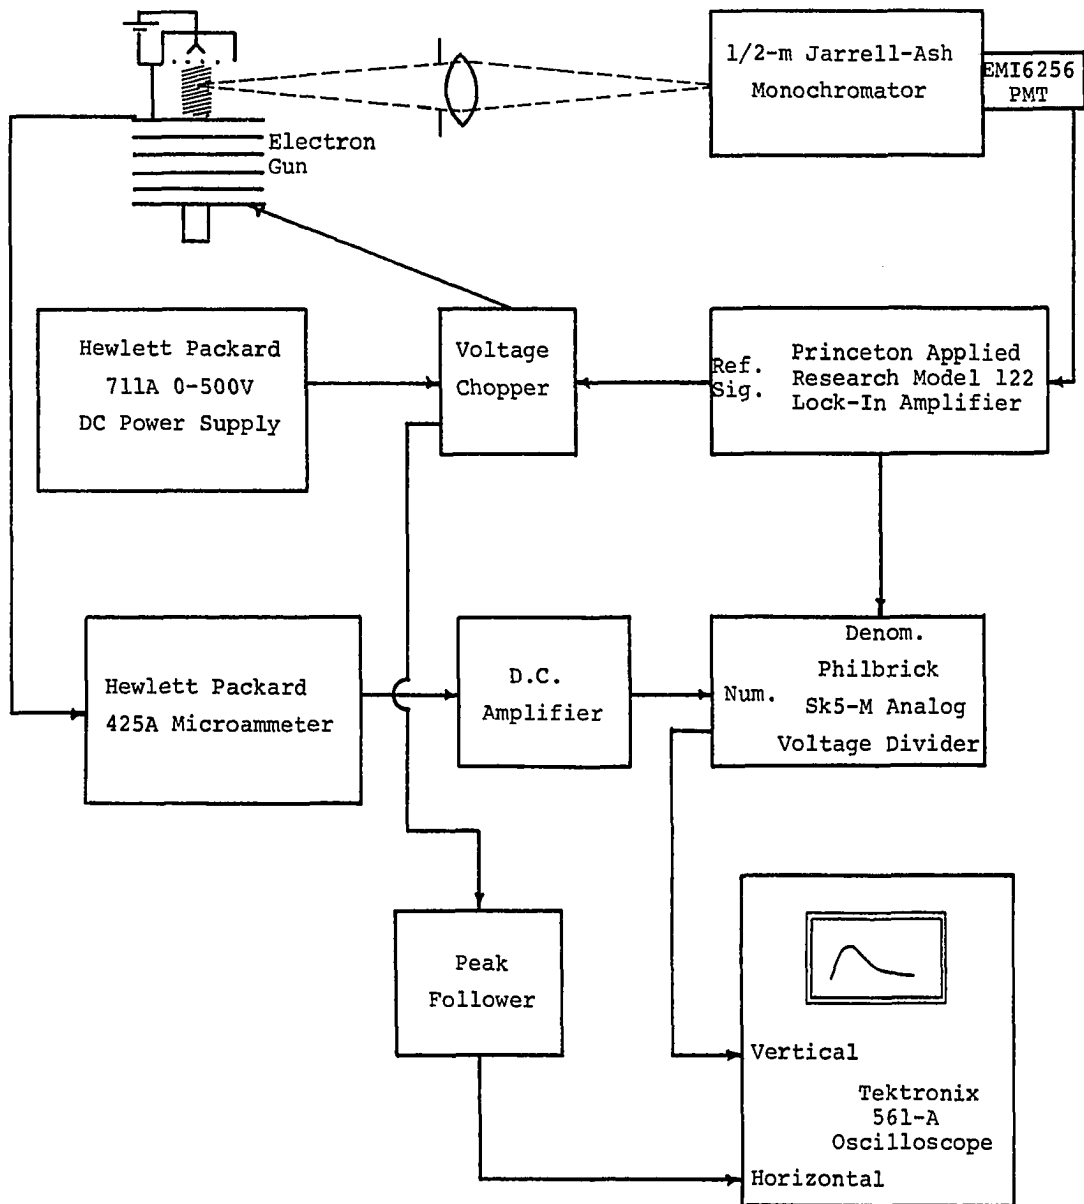 1/2-m Jarrell-Ash
Monochromator
EMI6256
PMT
Electron
Gun
Hewlett Packard
711A 0-500V
DC Power Supply
Voltage
Chopper
Ref.
Sig.
Princeton Applied
Research Model 122
Lock-In Amplifier
Hewlett Packard
425A Microammeter
D.C.
Amplifier
Num.
Denom.
Philbrick
Sk5-M Analog
Voltage Divider
Peak
Follower
Vertical
Tektronix
561-A
Oscilloscope
Horizontal